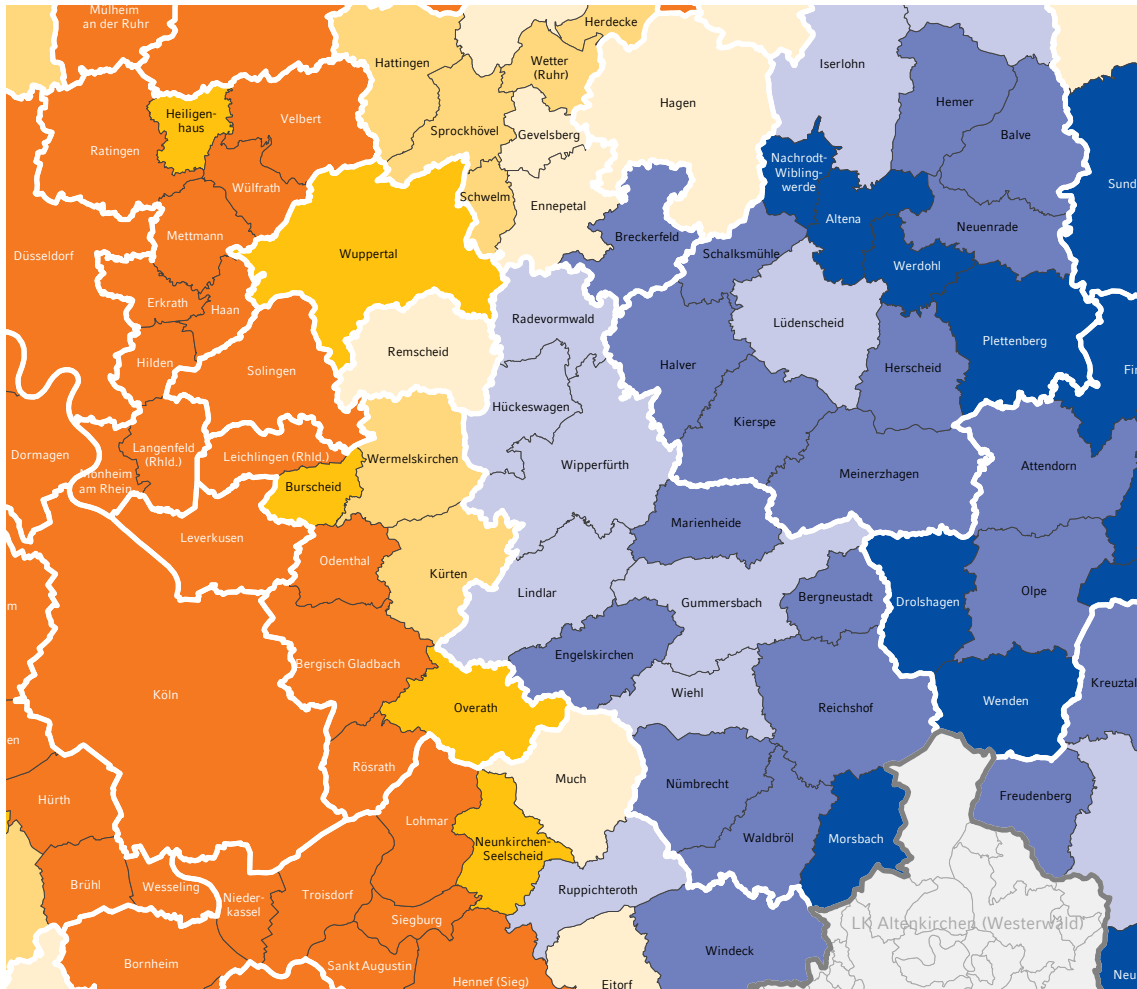 Mülheim
an der Ruhr
Herdecke
Hattingen
Wetter
(Ruhr)
Iserlohn
Hagen
Hemer
Heiligen-
haus
Velbert
Sprockhövel
Gevelsberg
Balve
Ratingen
Nachrodt-
Wibling-
werde
Sund
Wülfrath
Schwelm
Ennepetal
Altena
Mettmann
Breckerfeld
Neuenrade
Düsseldorf
Wuppertal
Schalksmühle
Werdohl
Erkrath
Haan
Radevormwald
Lüdenscheid
Plettenberg
Hilden
Solingen
Remscheid
Halver
Herscheid
Fin
Hückeswagen
Kierspe
Dormagen
Langenfeld
(Rhld.)
Leichlingen (Rhld.)
Wermelskirchen
Wipperfürth
Attendorn
Monheim
am Rhein
Burscheid
Meinerzhagen
Marienheide
Leverkusen
Odenthal
Kürten
Lindlar
Gummersbach
Bergneustadt
Drolshagen
Olpe
m
Bergisch Gladbach
Engelskirchen
Kreuztal
Köln
Overath
Wiehl
Reichshof
Wenden
en
Rösrath
Much
Nümbrecht
Freudenberg
Hürth
Lohmar
Neunkirchen-
Seelscheid
Waldbröl
Morsbach
Brühl
Wesseling
Nieder-
kassel
Troisdorf
Ruppichteroth
Siegburg
LK Altenkirchen (Westerwald)
Bornheim
Sankt Augustin
Hennef (Sieg)
Windeck
Eitorf
Neu